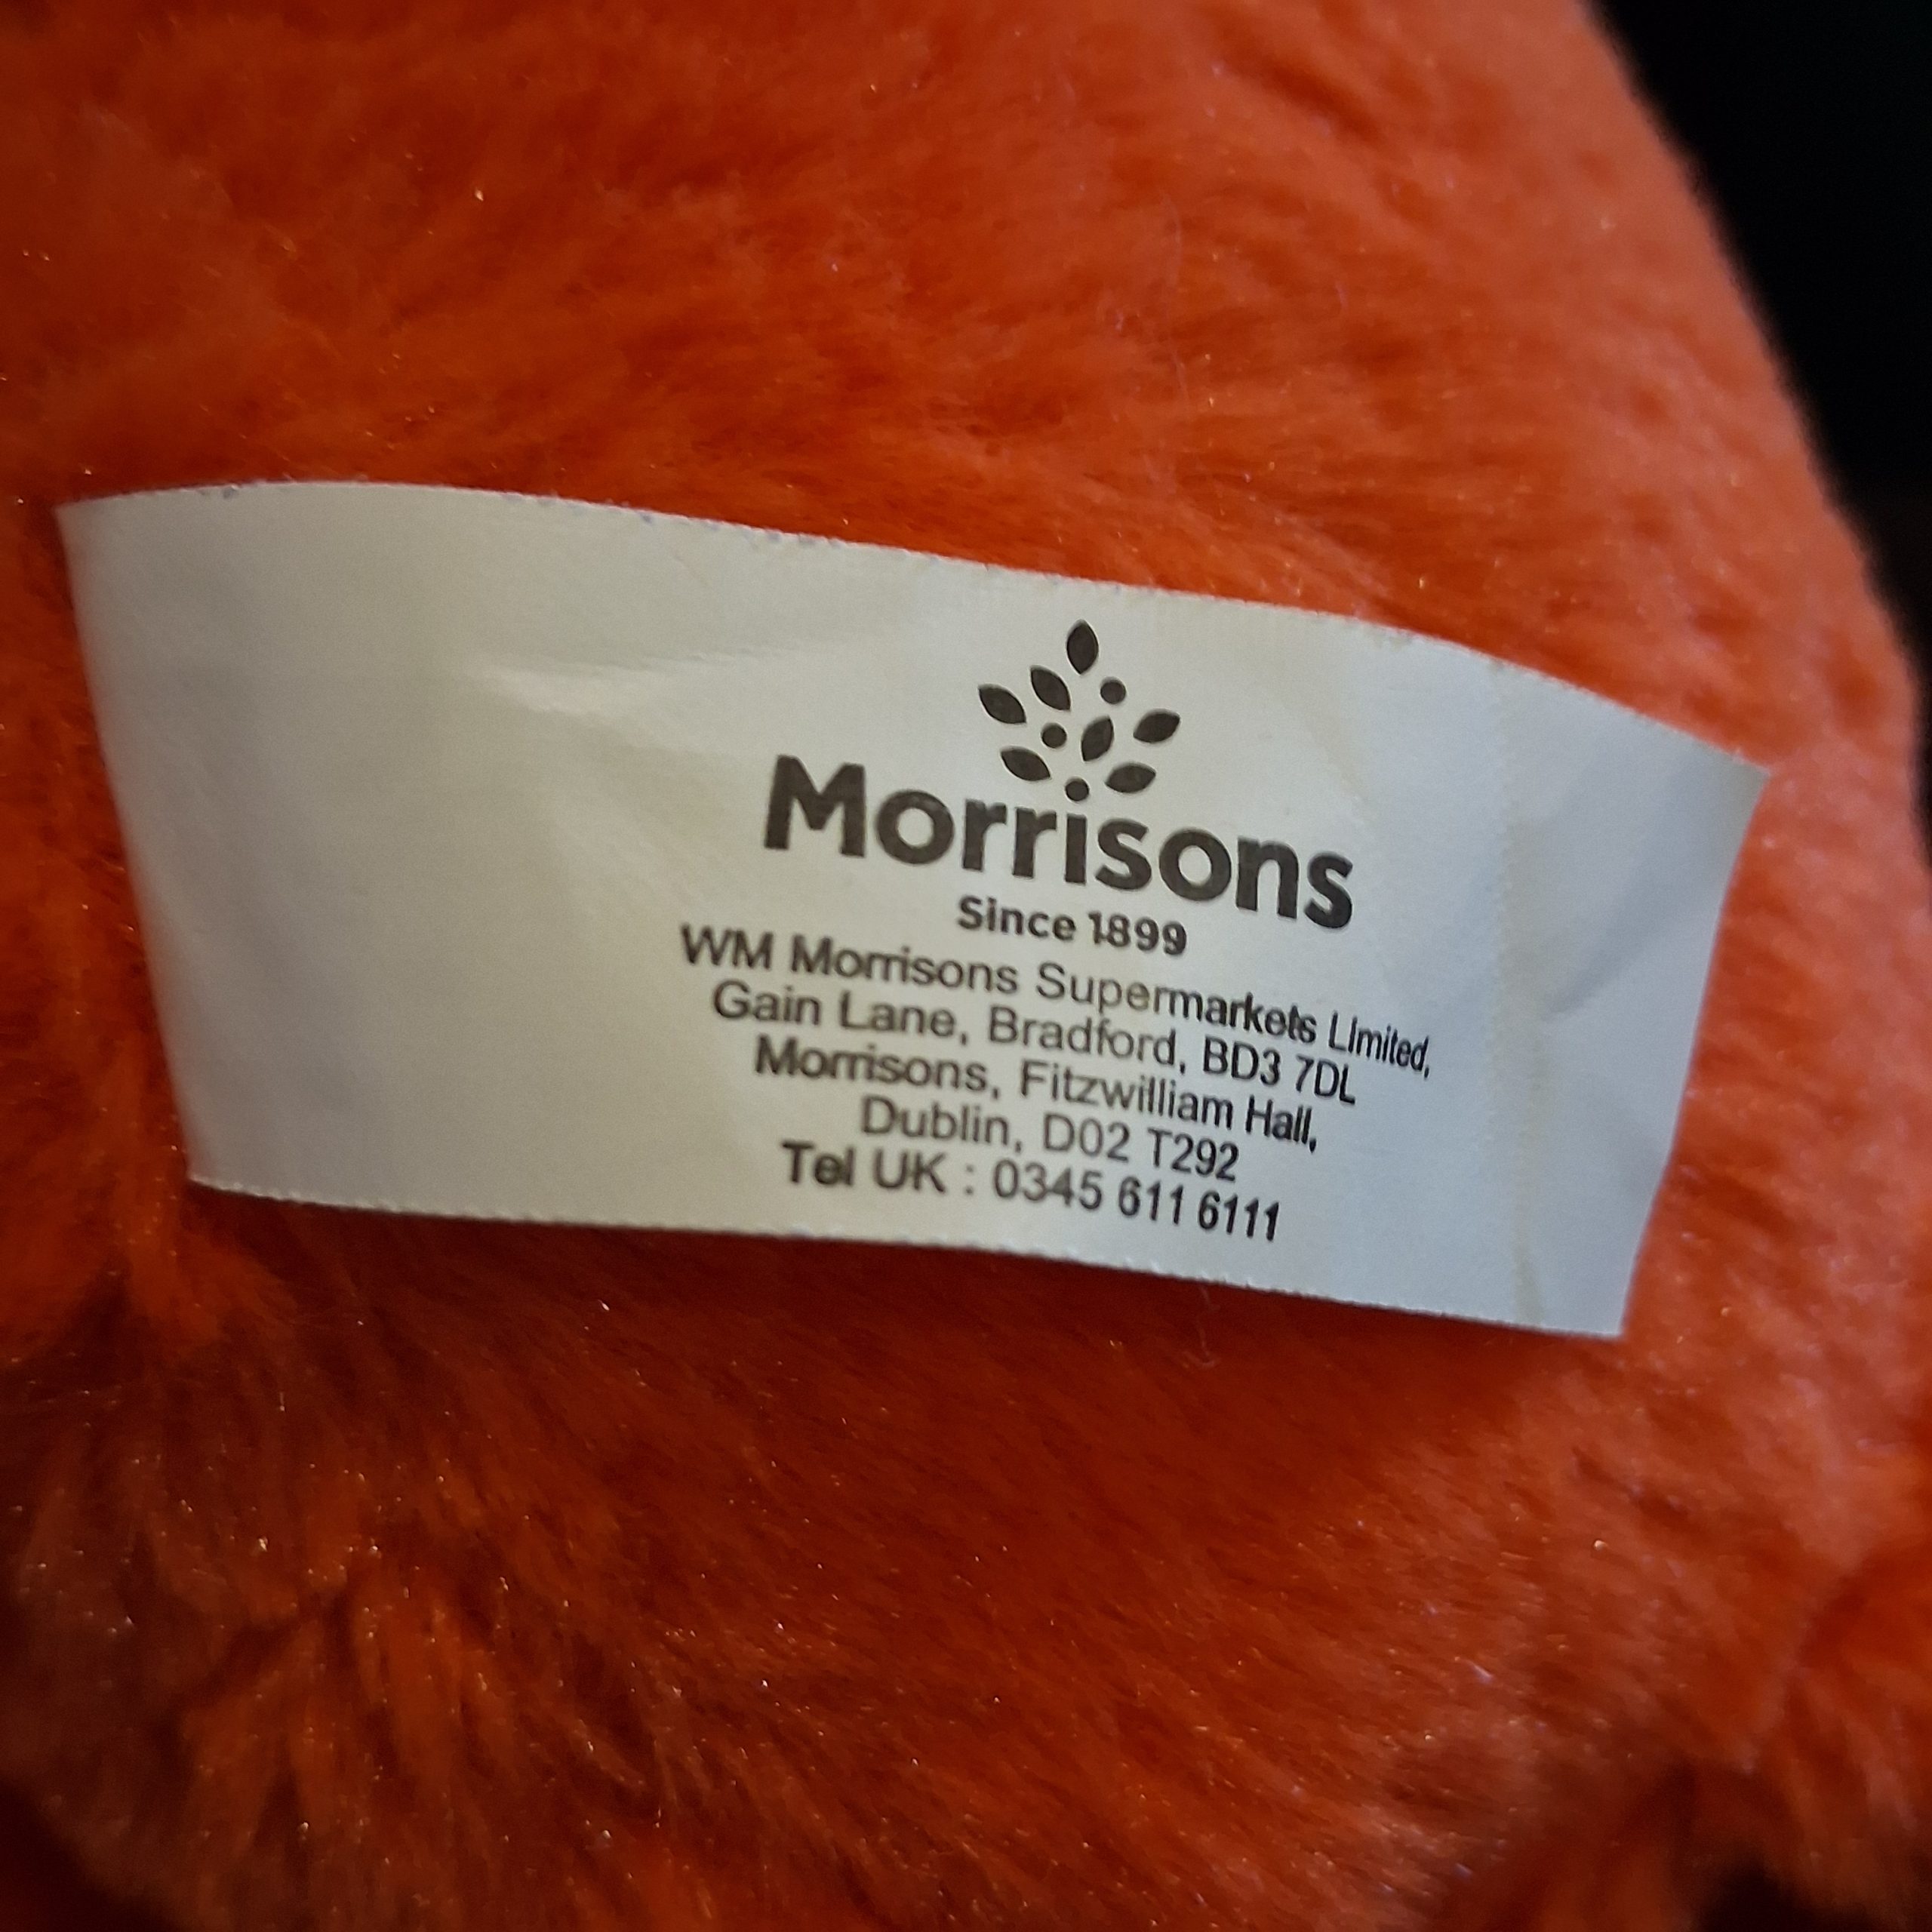 Morrisons
Since 1899
WM Morrisons Supermarkets Limited,
Gain Lane, Bradford, BD3 7DL
Morrisons, Fitzwilliam Hall,
Dublin, D02 T292
Tel UK : 0345 611 6111